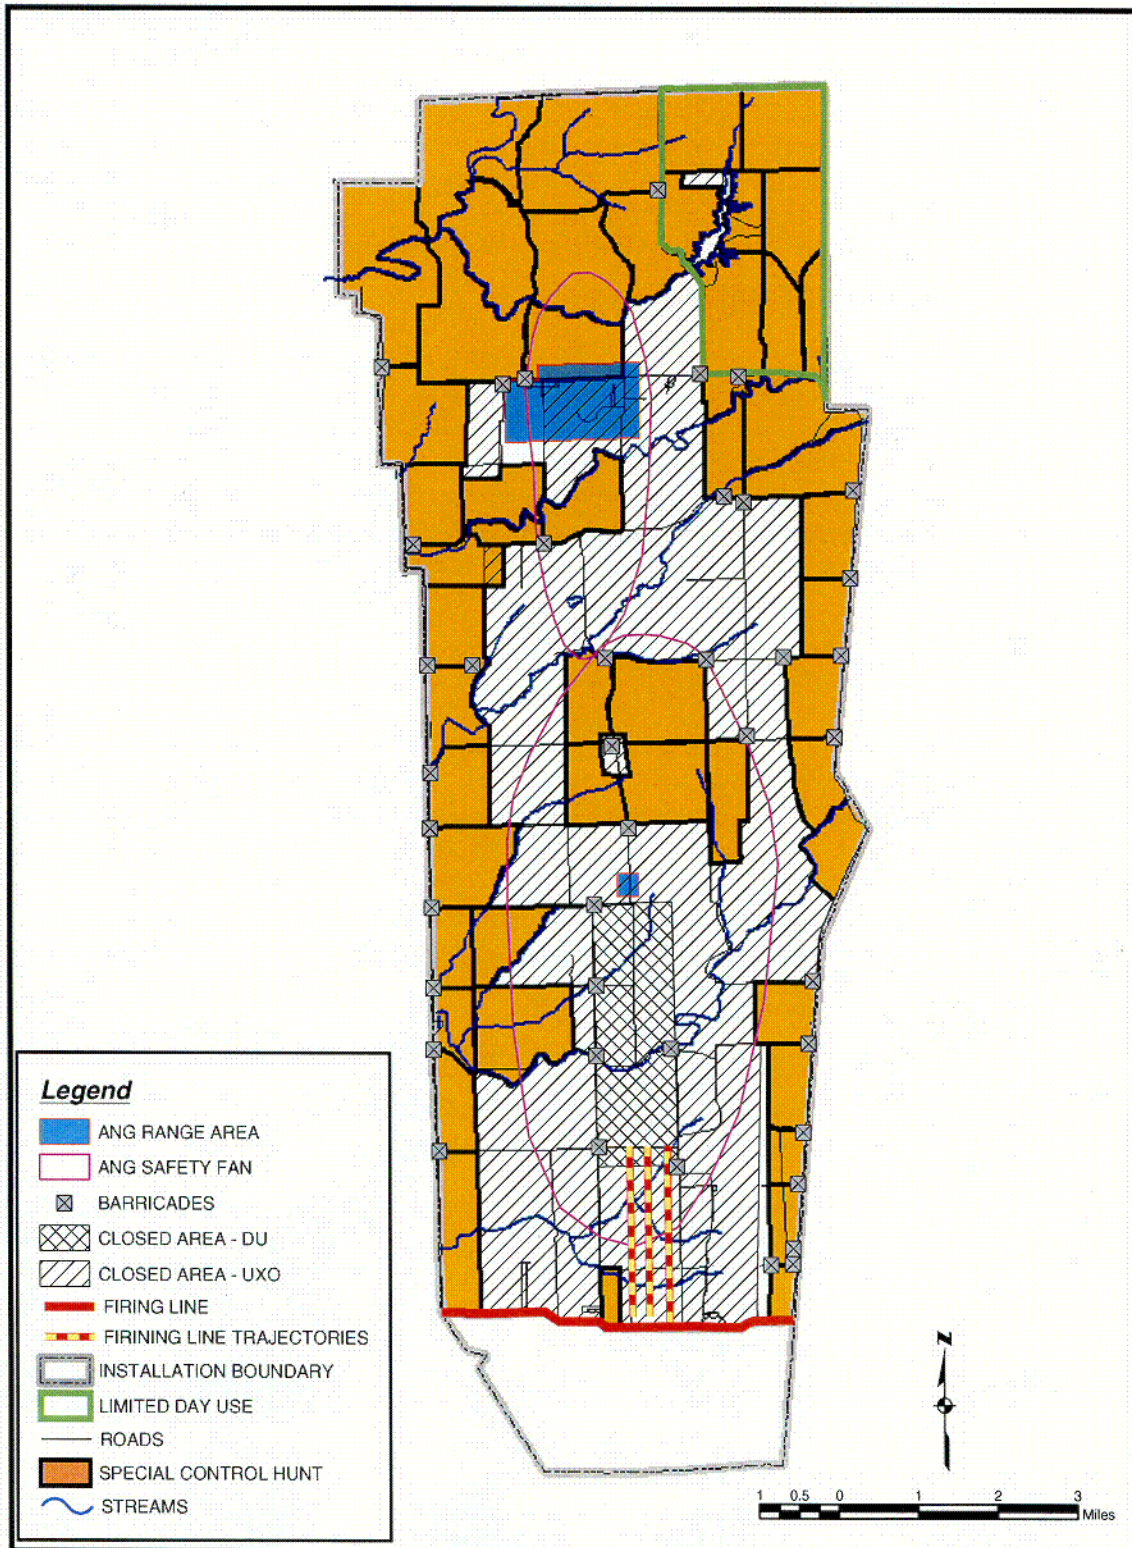 Legend
ANG RANGE AREA
ANG SAFETY FAN
BARRICADES
CLOSED AREA - DU
CLOSED AREA - UXO
FIRING LINE
FIRINING LINE TRAJECTORIES
INSTALLATION BOUNDARY
LIMITED DAY USE
ROADS
SPECIAL CONTROL HUNT
STREAMS
N
1 0.5 0 1 2 3
Miles